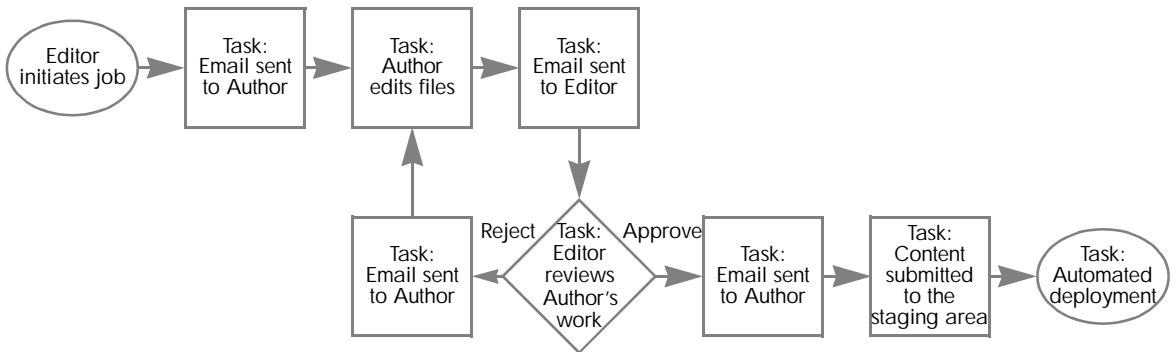 Editor
initiates job
Task:
Email sent
to Author
Task:
Author
edits files
Task:
Email sent
to Editor
Task:
Email sent
to Author
Reject
Task:
Editor
reviews
Author's
work
Approve
Task:
Email sent
to Author
Task:
Content
submitted
to the
staging area
Task:
Automated
deployment